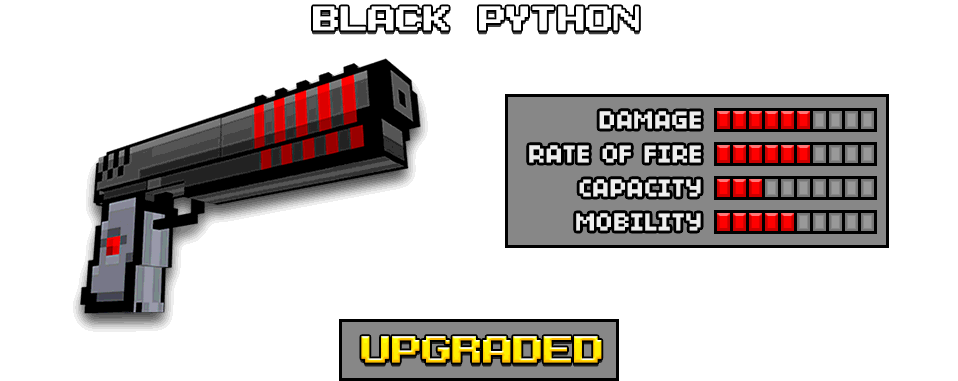 BLACK PYTHON
DAMAGE
RATE OF FIRE
CAPACITY
MOBILITY
UPGRADED